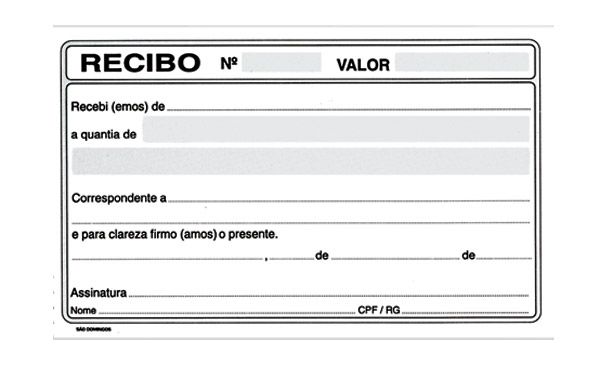 RECIBO Nº VALOR
Recebi (emos) de
a quantia de
Correspondente a
e para clareza firmo (amos) o presente.
, de de
Assinatura
Nome CPF / RG
SÃO DOMINGOS